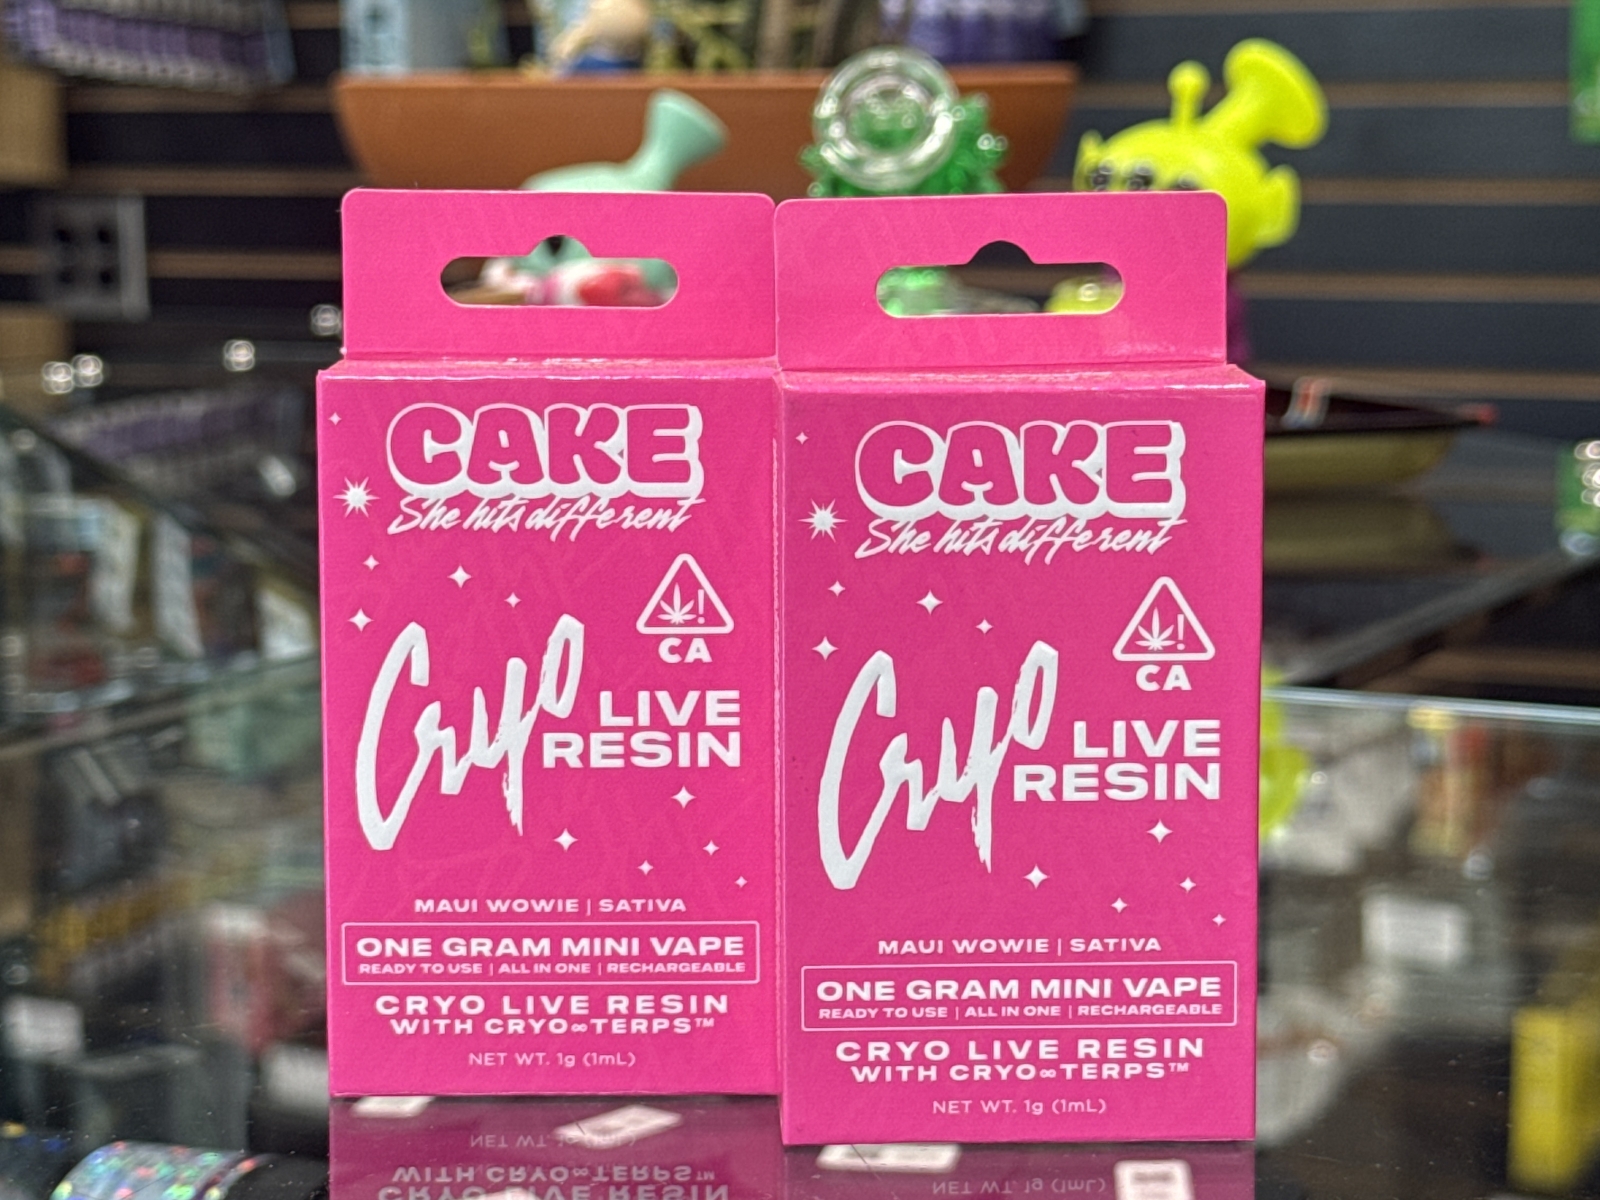 CAKE
She hits different
CA
Cryo LIVE
RESIN
MAUI WOWIE | SATIVA
ONE GRAM MINI VAPE
READY TO USE | ALL IN ONE | RECHARGEABLE
CRYO LIVE RESIN
WITH CRYO∞TERPS™
NET WT. 1g (1mL)
CAKE
She hits different
CA
Cryo LIVE
RESIN
MAUI WOWIE | SATIVA
ONE GRAM MINI VAPE
READY TO USE | ALL IN ONE | RECHARGEABLE
CRYO LIVE RESIN
WITH CRYO∞TERPS™
NET WT. 1g (1mL)